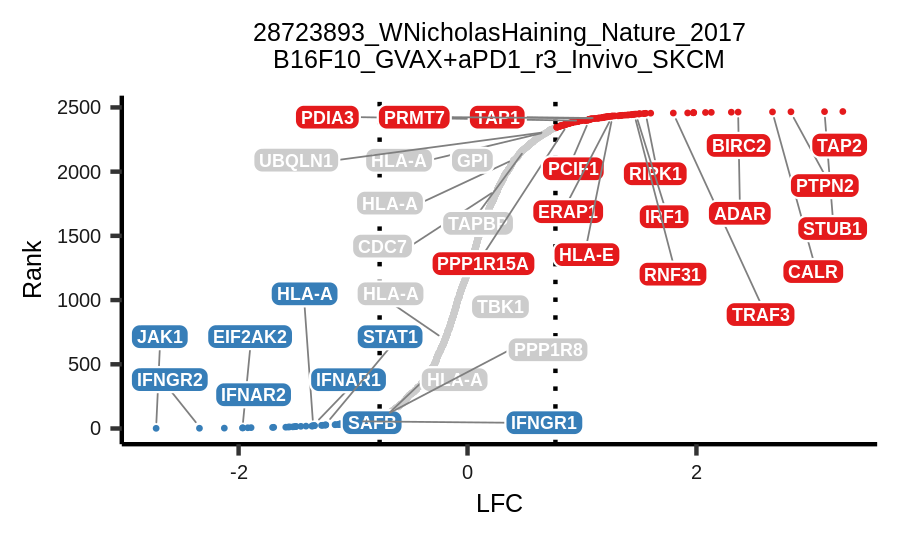 28723893_WNicholasHaining_Nature_2017
B16F10_GVAX+aPD1_r3_Invivo_SKCM
2500
PDIA3
PRMT7
TAP1
BIRC2
TAP2
UBQLN1
HLA-A
GPI
2000
PCIF1
RIPK1
PTPN2
HLA-A
ERAP1
IRF1
ADAR
TAPBP
STUB1
1500
CDC7
HLA-E
PPP1R15A
RNF31
CALR
1000
HLA-A
HLA-A
TBK1
TRAF3
JAK1
EIF2AK2
STAT1
PPP1R8
500
IFNGR2
IFNAR1
HLA-A
IFNAR2
0
SAFB
IFNGR1
-2
0
2
Rank
LFC